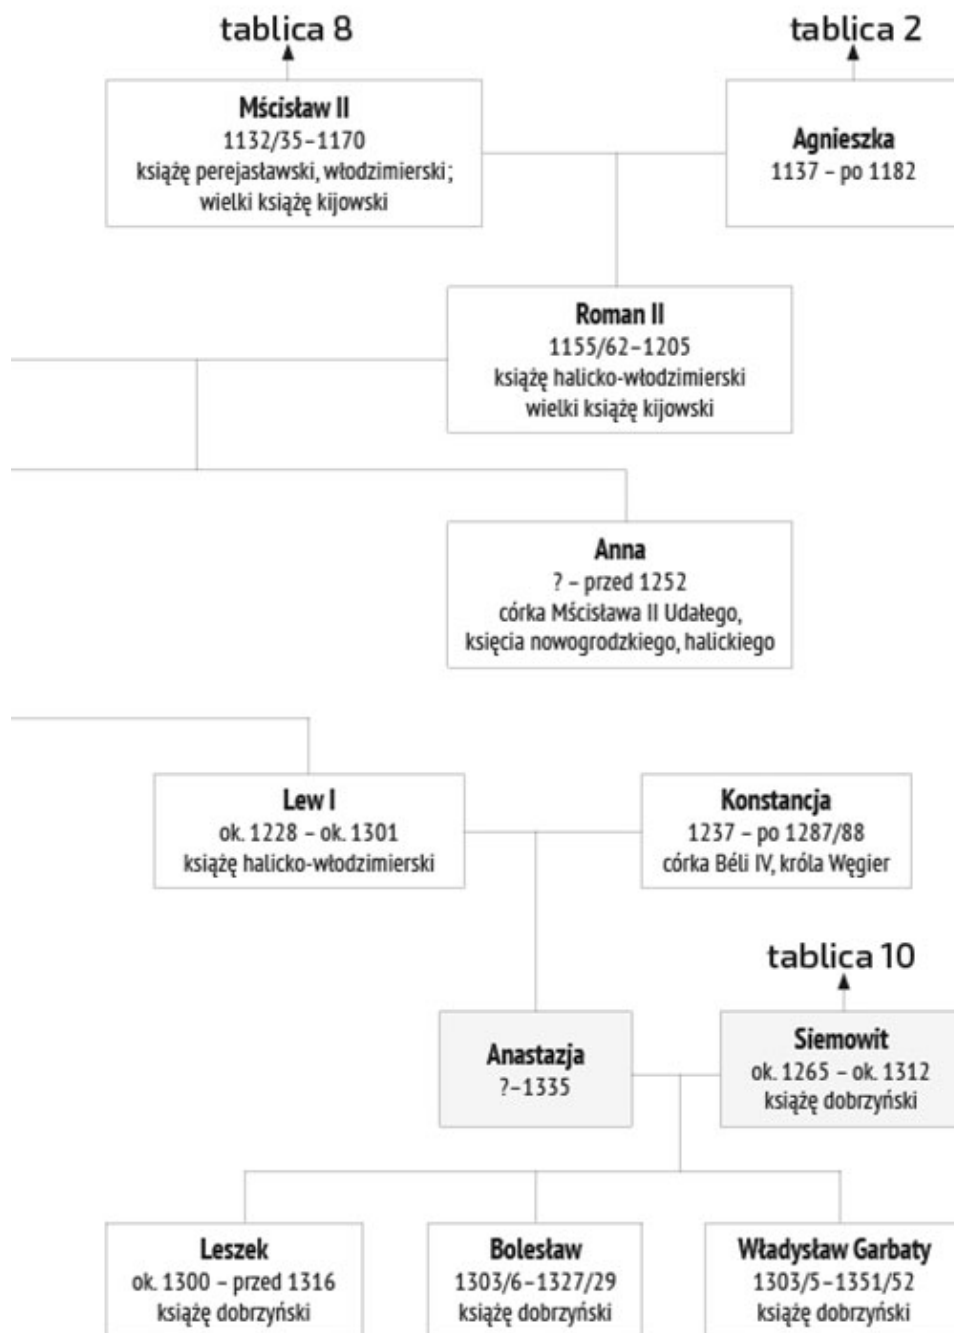 tablica 8
tablica 2
Mścisław II
1132/35–1170
książę perejasławski, włodzimierski;
wielki książę kijowski
Agnieszka
1137 – po 1182
Roman II
1155/62–1205
książę halicko-włodzimierski
wielki książę kijowski
Anna
? – przed 1252
córka Mścisława II Udałego,
księcia nowogrodzkiego, halickiego
Lew I
ok. 1228 – ok. 1301
książę halicko-włodzimierski
Konstancja
1237 – po 1287/88
córka Béli IV, króla Węgier
tablica 10
Anastazja
?–1335
Siemowit
ok. 1265 – ok. 1312
książę dobrzyński
Leszek
ok. 1300 – przed 1316
książę dobrzyński
Bolesław
1303/6–1327/29
książę dobrzyński
Władysław Garbaty
1303/5–1351/52
książę dobrzyński